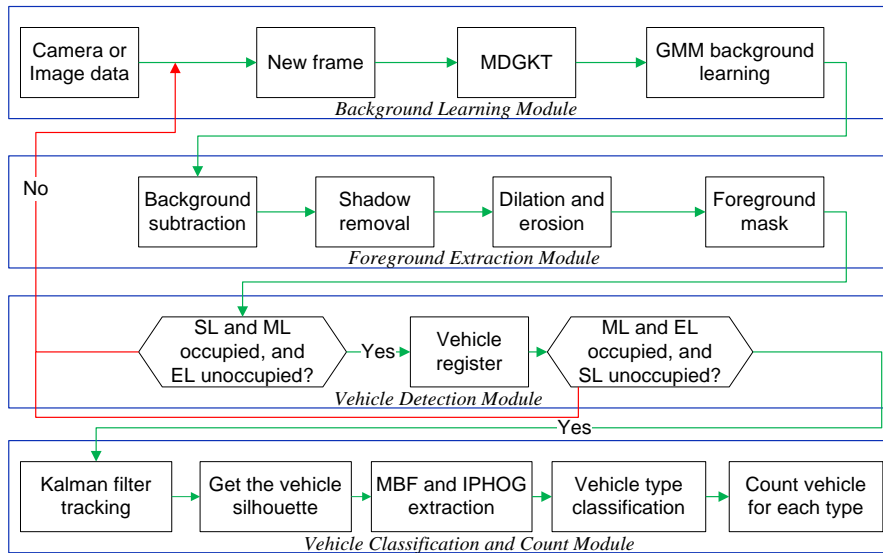 Camera or
Image data
New frame
MDGKT
GMM background
learning
Background Learning Module
No
Background
subtraction
Shadow
removal
Dilation and
erosion
Foreground
mask
Foreground Extraction Module
SL and ML
occupied, and
EL unoccupied?
Yes
Vehicle
register
ML and EL
occupied, and
SL unoccupied?
Vehicle Detection Module
Yes
Kalman filter
tracking
Get the vehicle
silhouette
MBF and IPHOG
extraction
Vehicle type
classification
Count vehicle
for each type
Vehicle Classification and Count Module